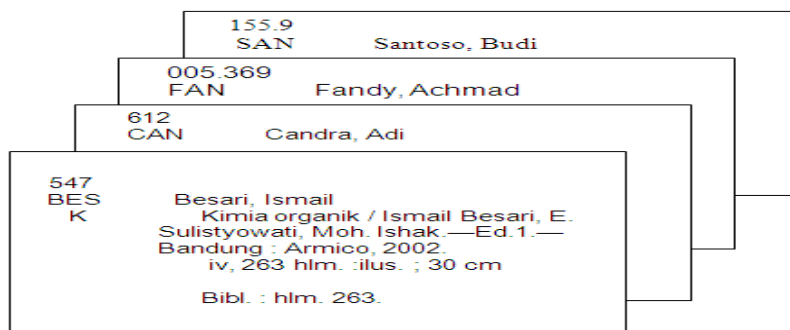 155.9
SAN Santoso, Budi
005.369
FAN Fandy, Achmad
612
CAN Candra, Adi
547
BES Besari, Ismail
K Kimia organik / Ismail Besari, E.
Sulistyowati, Moh. Ishak.—Ed.1.—
Bandung : Armico, 2002.
iv, 263 hlm. :ilus. ; 30 cm
Bibl. : hlm. 263.